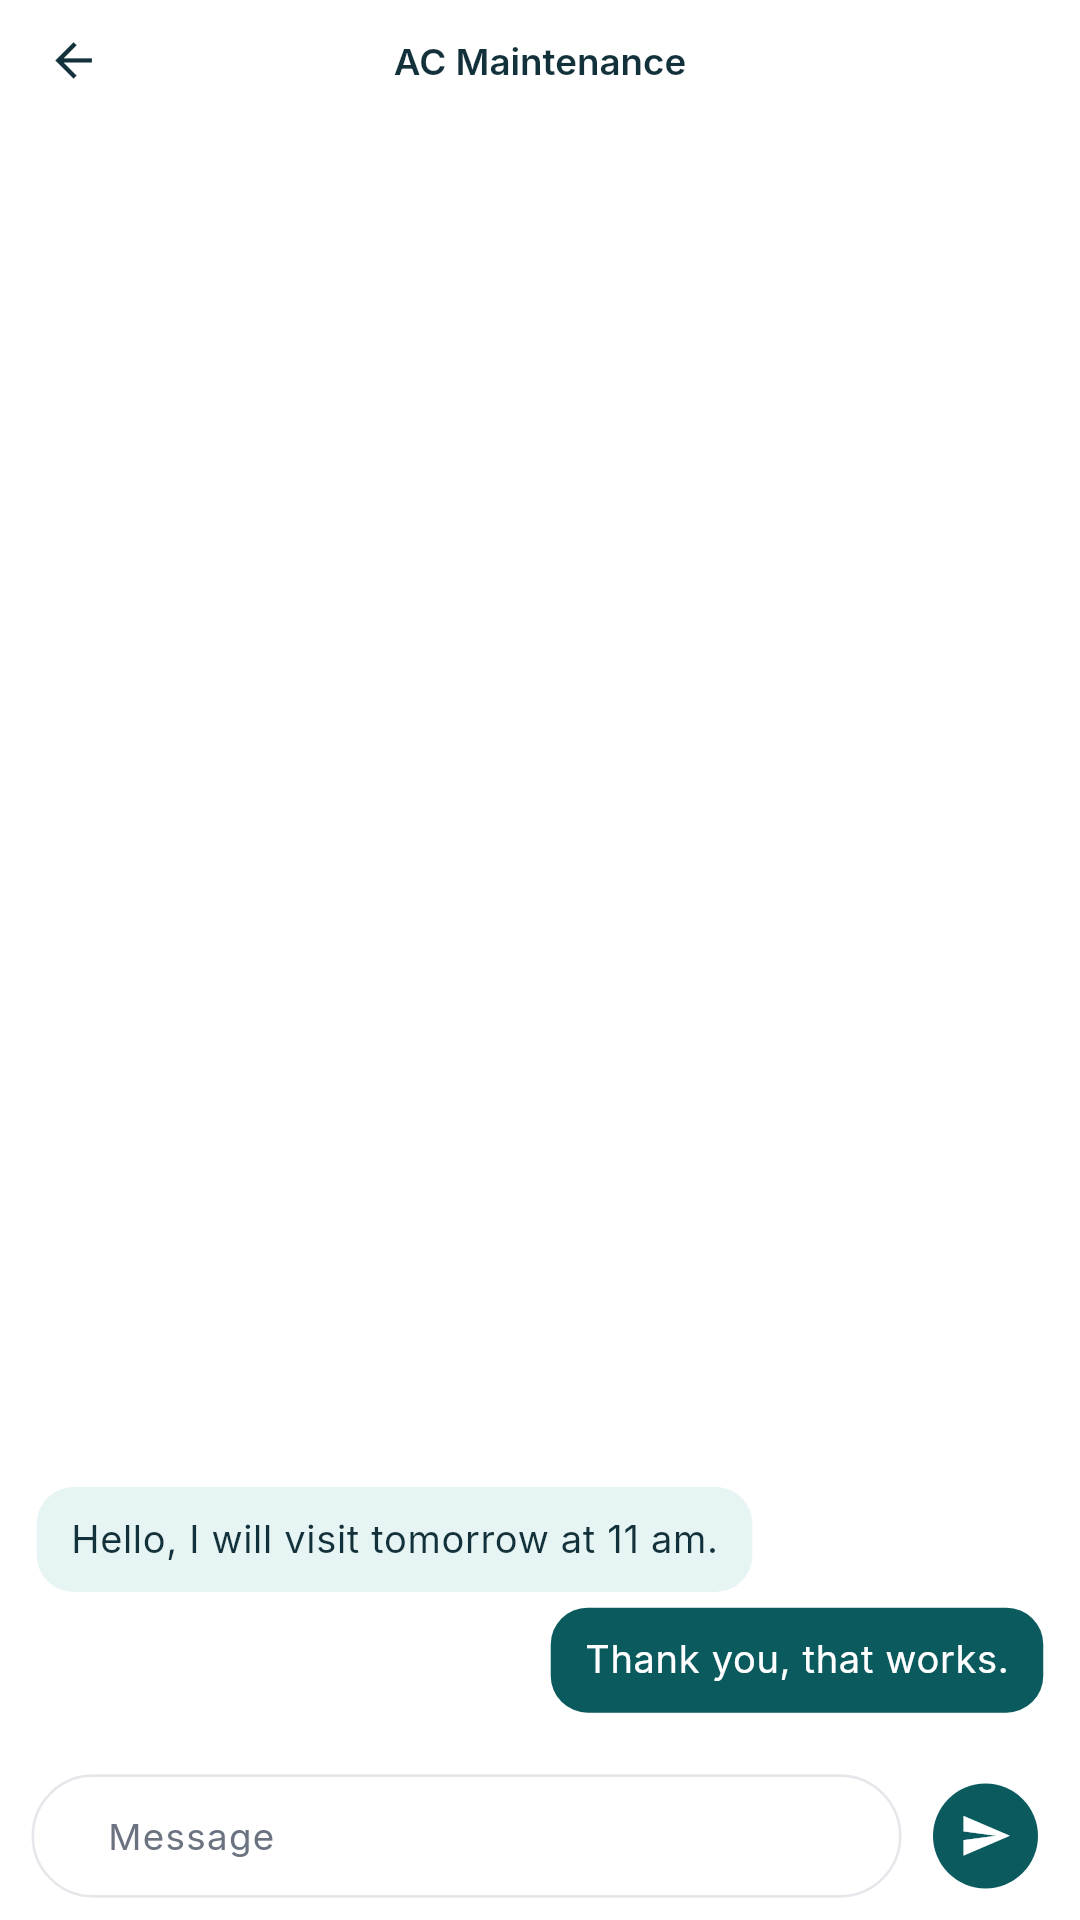 AC Maintenance
Hello, I will visit tomorrow at 11 am.
Thank you, that works.
Message